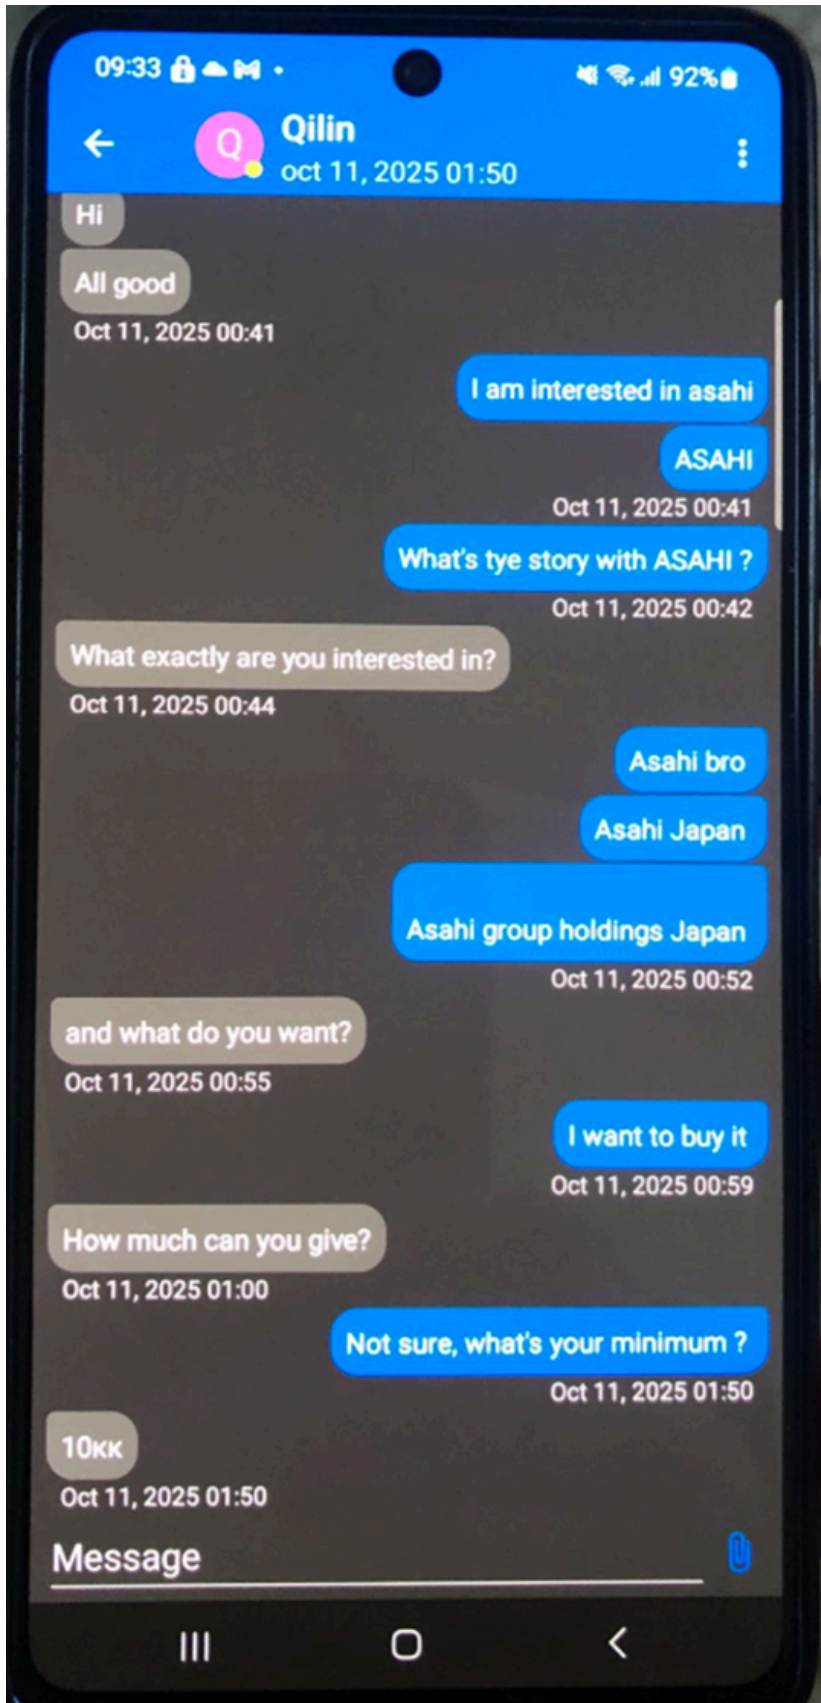 09:33
92%
Q
Qilin
oct 11, 2025 01:50
Hi
All good
Oct 11, 2025 00:41
I am interested in asahi
ASAHI
Oct 11, 2025 00:41
What's tye story with ASAHI ?
Oct 11, 2025 00:42
What exactly are you interested in?
Oct 11, 2025 00:44
Asahi bro
Asahi Japan
Asahi group holdings Japan
Oct 11, 2025 00:52
and what do you want?
Oct 11, 2025 00:55
I want to buy it
Oct 11, 2025 00:59
How much can you give?
Oct 11, 2025 01:00
Not sure, what's your minimum ?
Oct 11, 2025 01:50
10кк
Oct 11, 2025 01:50
Message